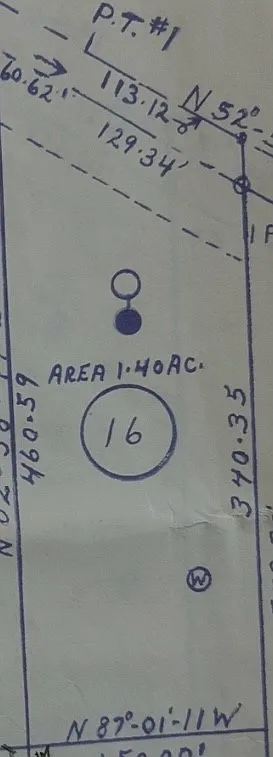 P.T. #1
60.62'
113.12
N 52°
129.34'
AREA 1.40AC.
16
460.59
340.35
W
N 87°-01'-11 W